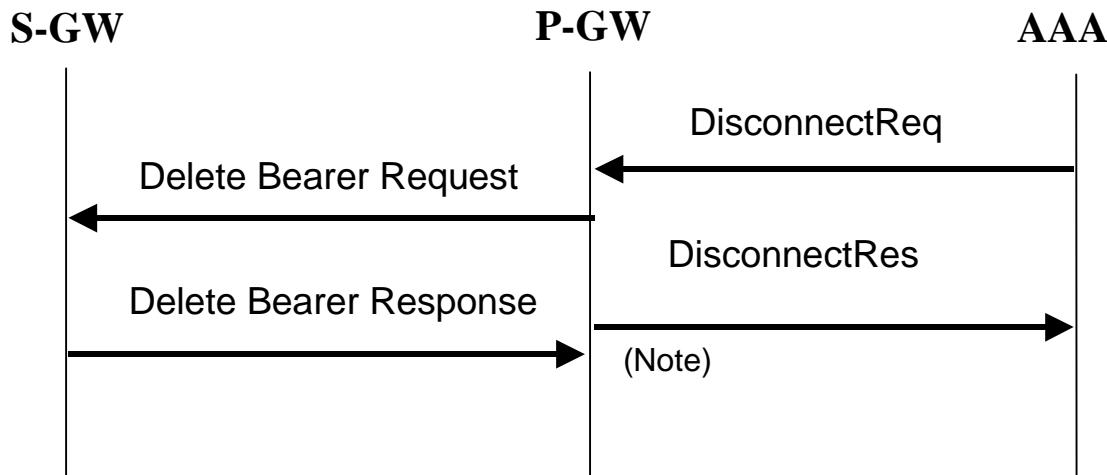 S-GW
P-GW
AAA
DisconnectReq
Delete Bearer Request
DisconnectRes
Delete Bearer Response
(Note)